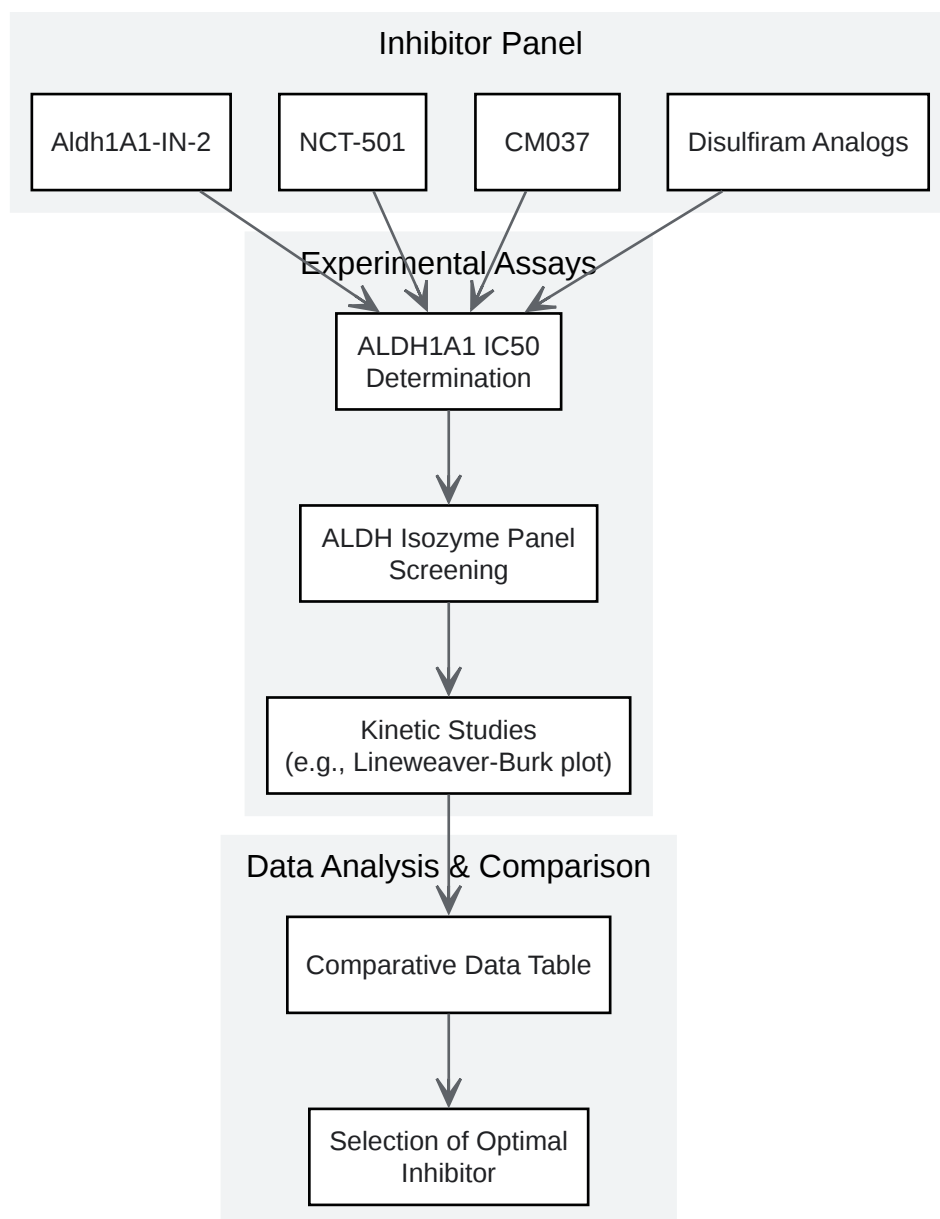 Inhibitor Panel
Aldh1A1-IN-2
NCT-501
CM037
Disulfiram Analogs
Experimental Assays
ALDH1A1 IC50
Determination
ALDH Isozyme Panel
Screening
Kinetic Studies
(e.g., Lineweaver-Burk plot)
Data Analysis & Comparison
Comparative Data Table
Selection of Optimal
Inhibitor